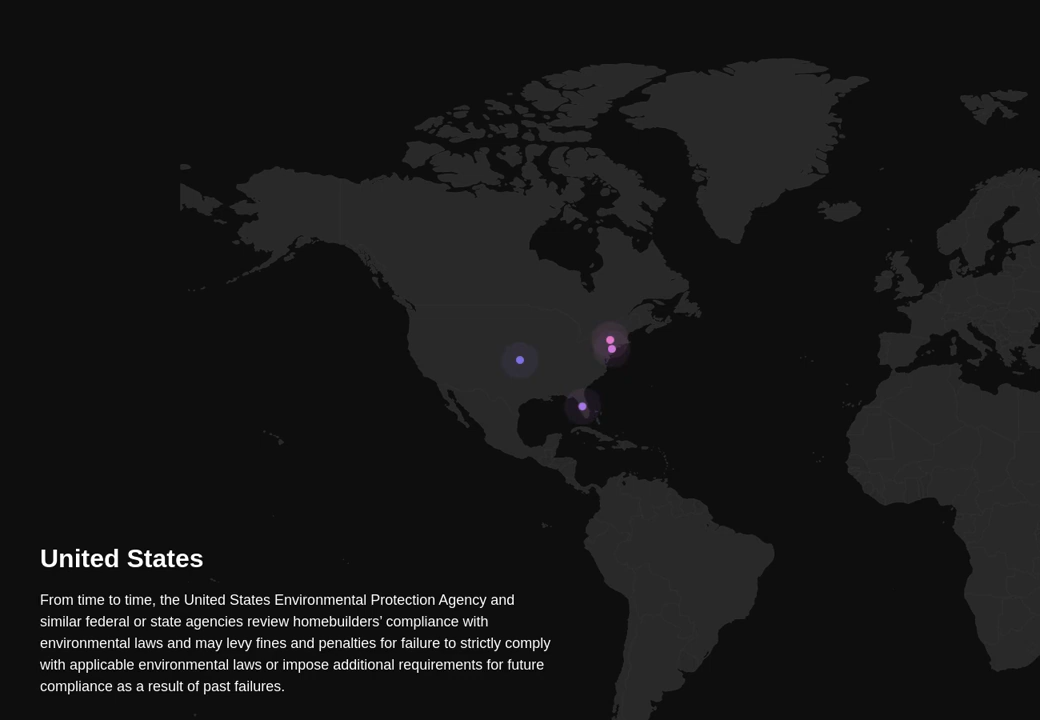 United States
From time to time, the United States Environmental Protection Agency and
similar federal or state agencies review homebuilders’ compliance with
environmental laws and may levy fines and penalties for failure to strictly comply
with applicable environmental laws or impose additional requirements for future
compliance as a result of past failures.